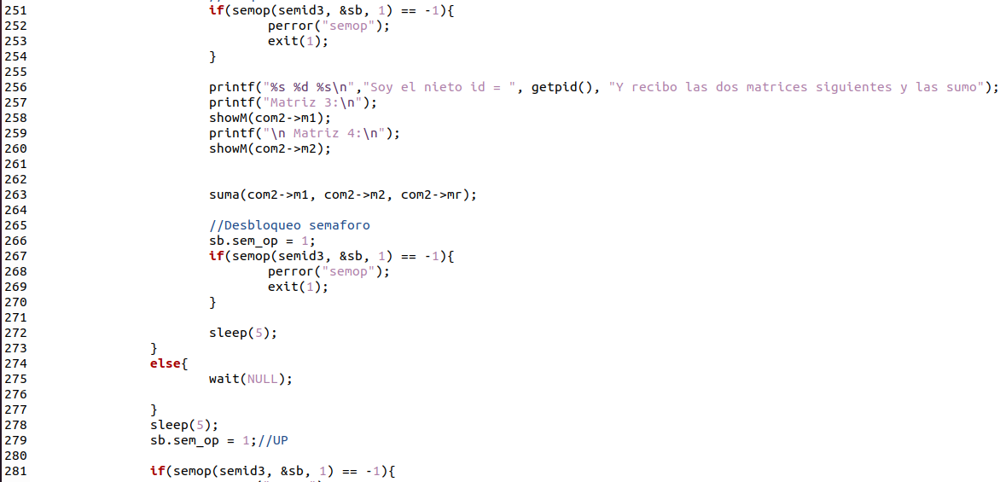 251 if(semop(semid3, &sb, 1) == -1){
252 perror("semop");
253 exit(1);
254 }
255
256 printf("%s %d %s\n","Soy el nieto id = ", getpid(), "Y recibo las dos matrices siguientes y las sumo");
257 printf("Matriz 3:\n");
258 showM(com2->m1);
259 printf("\n Matriz 4:\n");
260 showM(com2->m2);
261
262
263 suma(com2->m1, com2->m2, com2->mr);
264
265 //Desbloqueo semaforo
266 sb.sem_op = 1;
267 if(semop(semid3, &sb, 1) == -1){
268 perror("semop");
269 exit(1);
270 }
271
272 sleep(5);
273 }
274 else{
275 wait(NULL);
276
277 }
278 sleep(5);
279 sb.sem_op = 1;//UP
280
281 if(semop(semid3, &sb, 1) == -1){